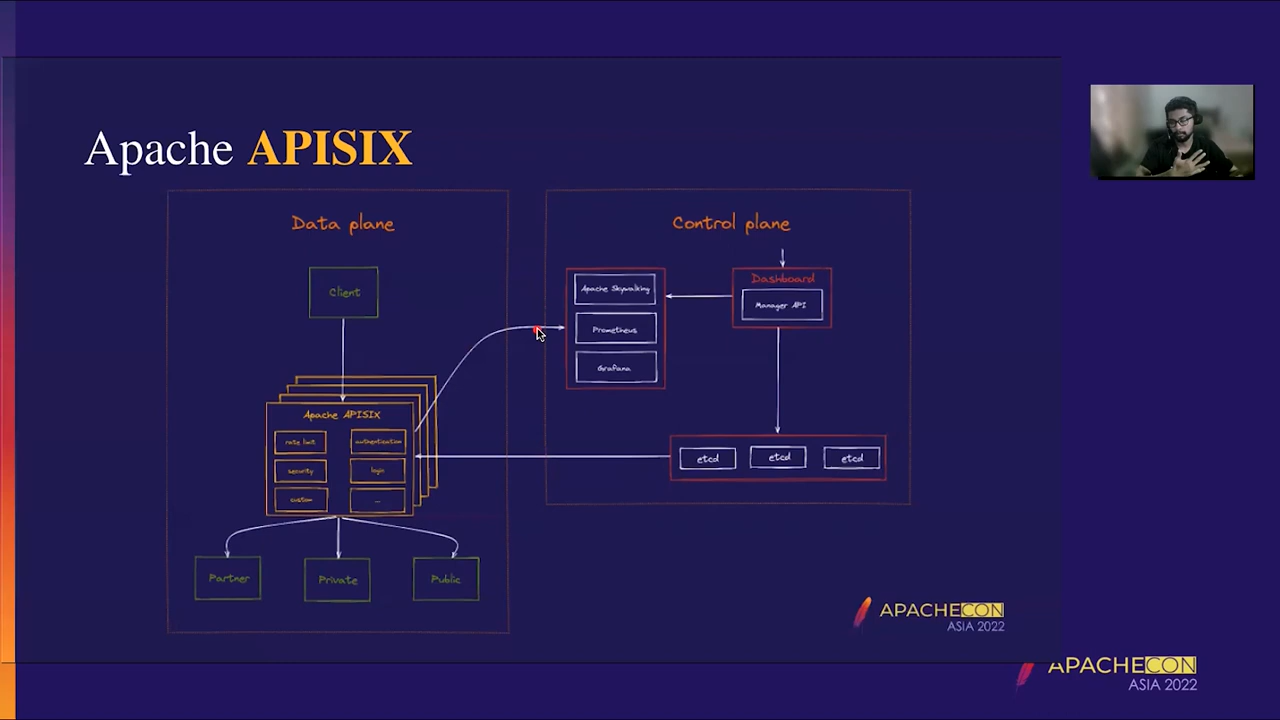 Apache APISIX
Data plane
Client
Apache APISIX
rate limit
authentication
security
login
custom
...
Partner
Private
Public
Control plane
Apache Skywalking
Prometheus
Grafana
Dashboard
Manager API
etcd
etcd
etcd
APACHECON
ASIA 2022
APACHECON
ASIA 2022